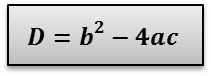 D = b² − 4ac